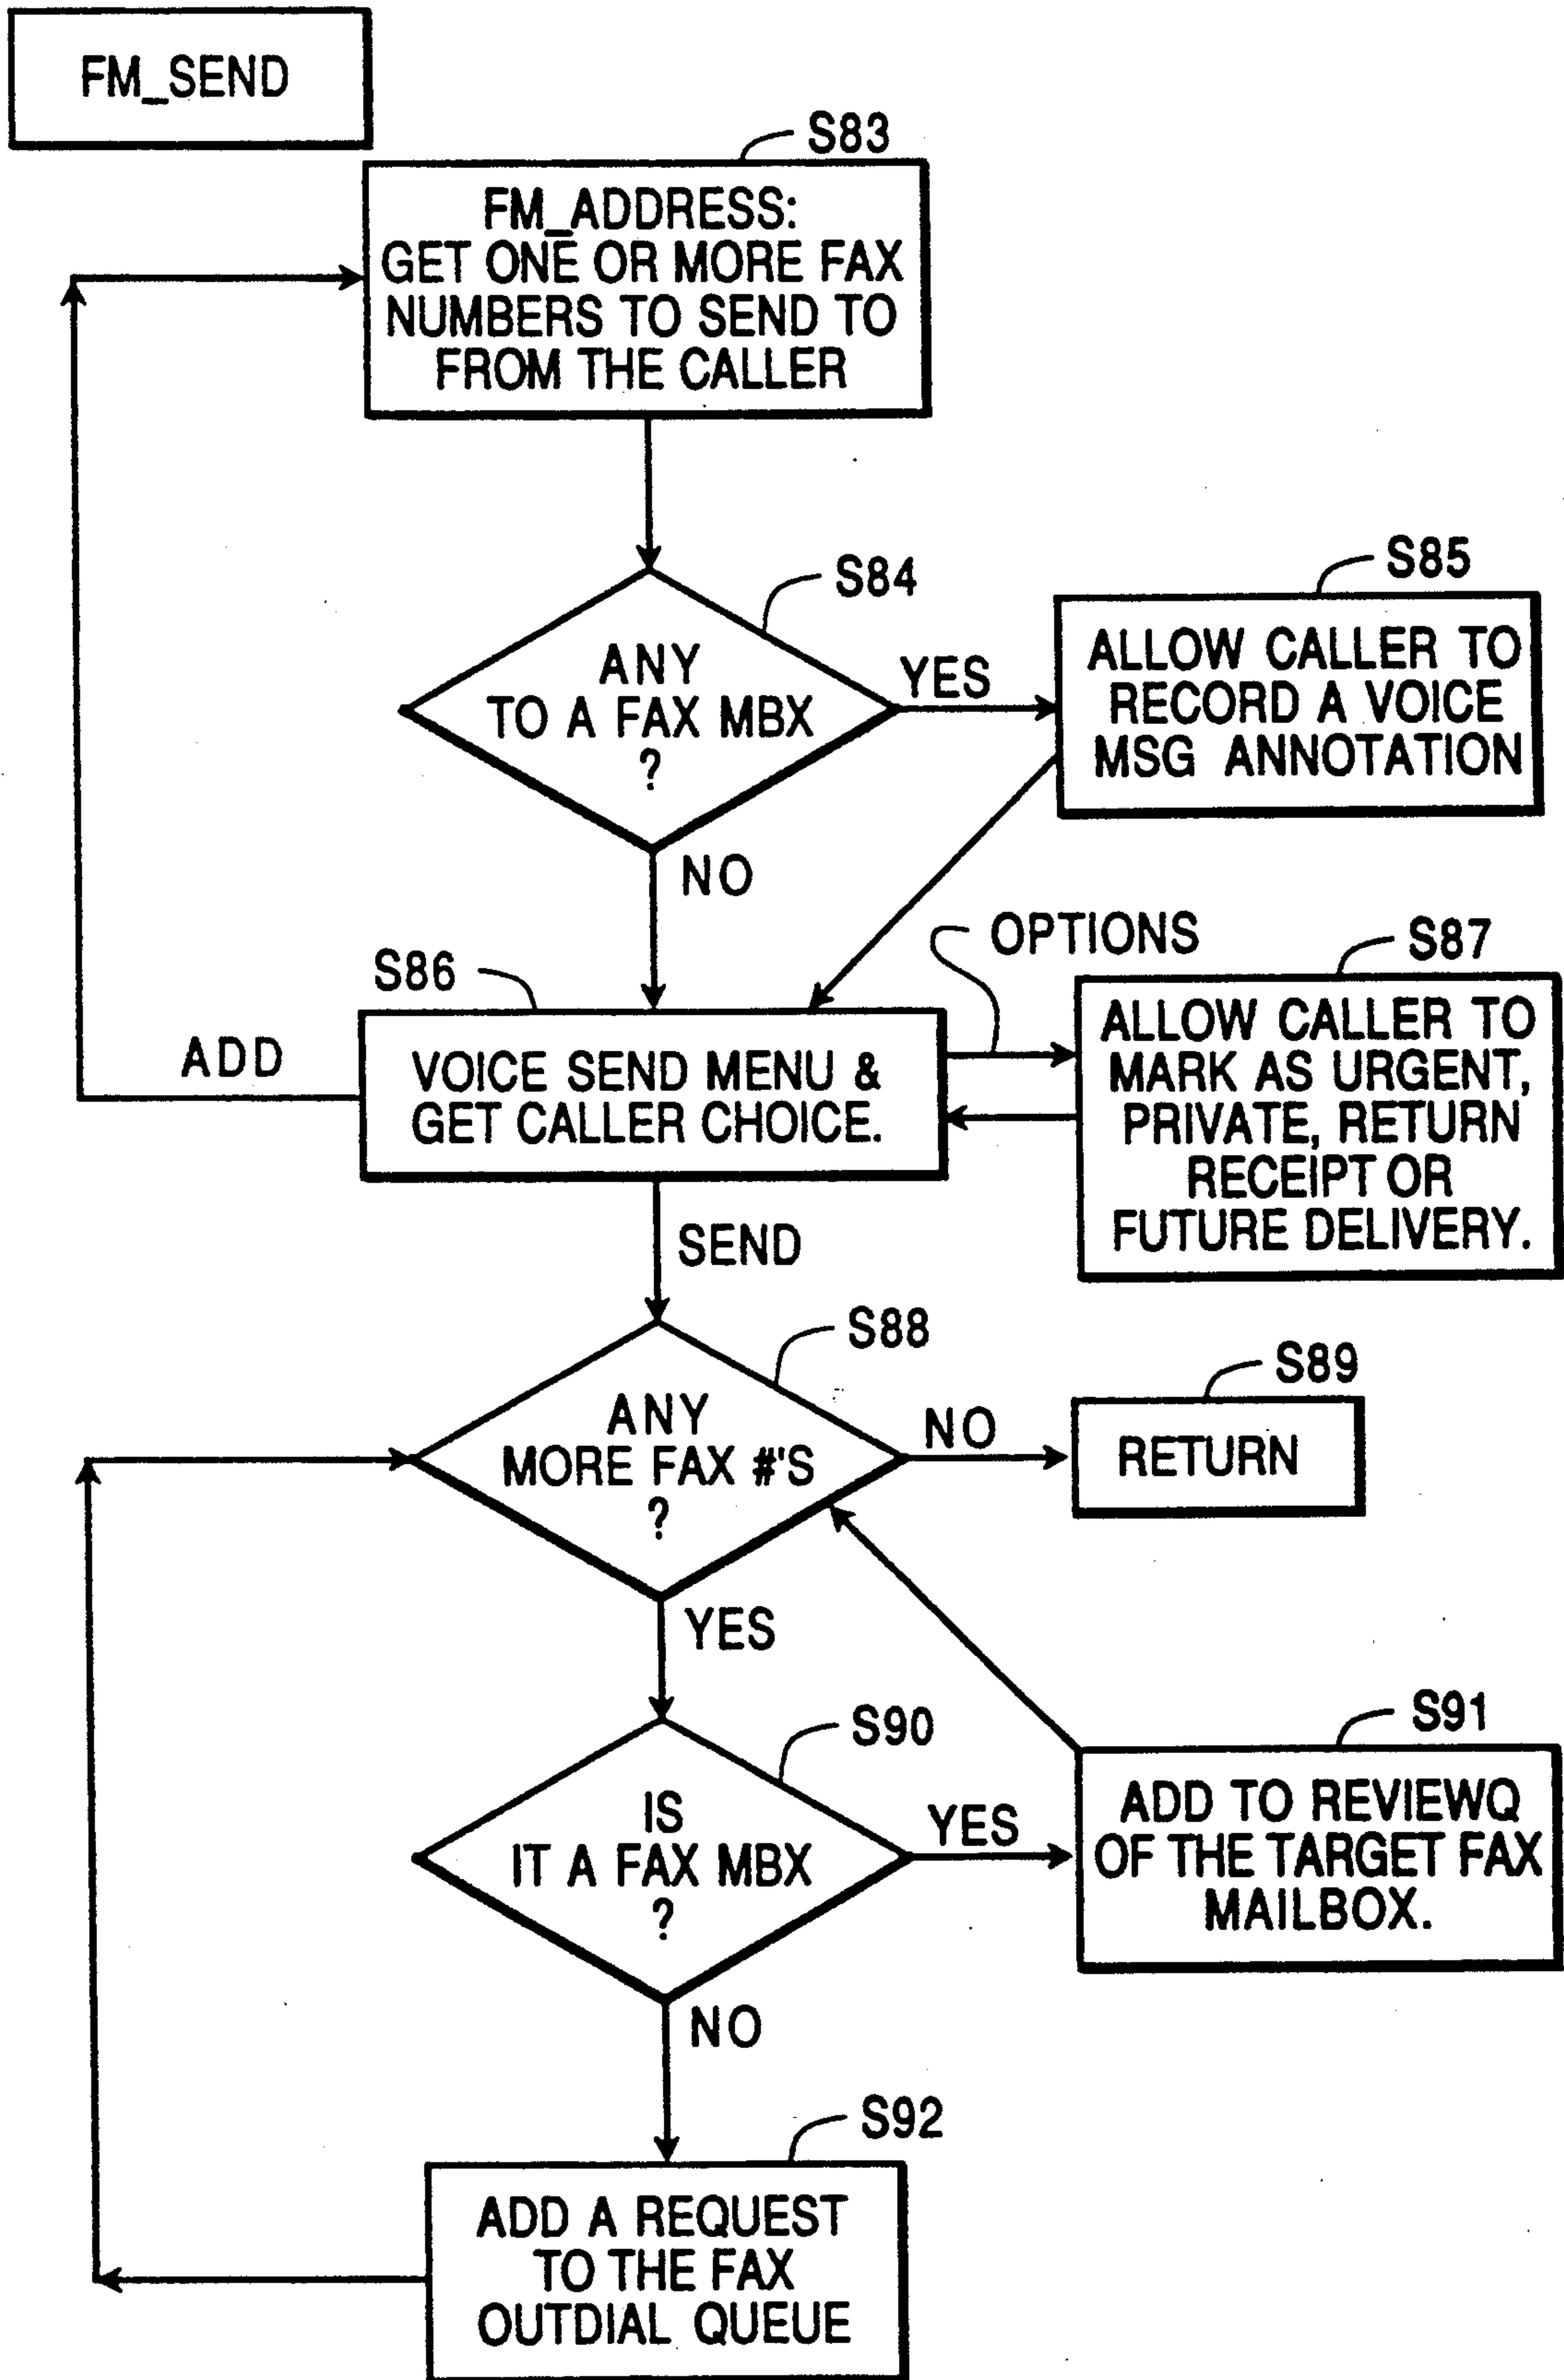 FM_SEND
S83
FM_ADDRESS:
GET ONE OR MORE FAX
NUMBERS TO SEND TO
FROM THE CALLER
S84
ANY
TO A FAX MBX
?
YES
NO
S85
ALLOW CALLER TO
RECORD A VOICE
MSG ANNOTATION
S86
ADD
VOICE SEND MENU &
GET CALLER CHOICE.
OPTIONS
S87
ALLOW CALLER TO
MARK AS URGENT,
PRIVATE, RETURN
RECEIPT OR
FUTURE DELIVERY.
SEND
S88
ANY
MORE FAX #'S
?
NO
S89
RETURN
YES
S90
IS
IT A FAX MBX
?
YES
S91
ADD TO REVIEWQ
OF THE TARGET FAX
MAILBOX.
NO
S92
ADD A REQUEST
TO THE FAX
OUTDIAL QUEUE